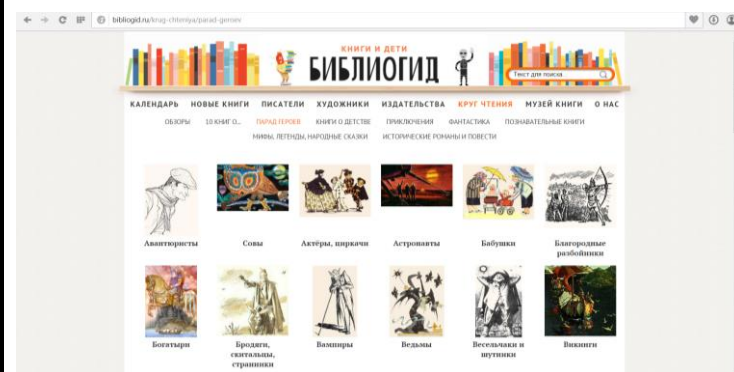 bibliogid.ru/krug-chteniya/parad-geroev
КНИГИ И ДЕТИ
БИБЛИОГИД
Текст для поиска
КАЛЕНДАРЬ НОВЫЕ КНИГИ ПИСАТЕЛИ ХУДОЖНИКИ ИЗДАТЕЛЬСТВА КРУГ ЧТЕНИЯ МУЗЕЙ КНИГИ О НАС
ОБЗОРЫ 10 КНИГ О... ПАРАД ГЕРОЕВ КНИГИ О ДЕТСТВЕ ПРИКЛЮЧЕНИЯ ФАНТАСТИКА ПОЗНАВАТЕЛЬНЫЕ КНИГИ
МИФЫ, ЛЕГЕНДЫ, НАРОДНЫЕ СКАЗКИ ИСТОРИЧЕСКИЕ РОМАНЫ И ПОВЕСТИ
Авантюристы
Совы
Актёры, циркачи
Астронавты
Бабушки
Благородные
разбойники
Богатыри
Бродяги,
скитальцы,
странники
Вампиры
Ведьмы
Весельчаки и
шутники
Викинги